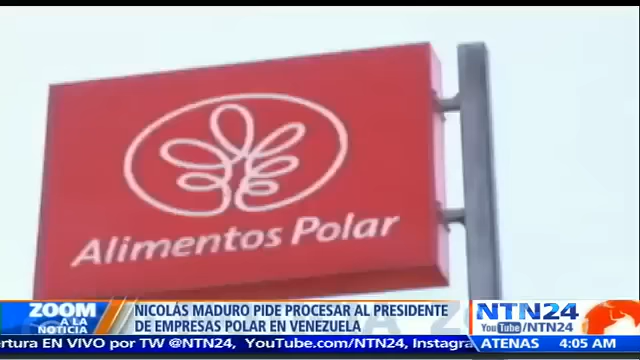 Alimentos Polar
ZOOM
A LA
NOTICIA
NICOLÁS MADURO PIDE PROCESAR AL PRESIDENTE
DE EMPRESAS POLAR EN VENEZUELA
NTN24
YouTube/NTN24
ertura EN VIVO por TW @NTN24, YouTube.com/NTN24, Instagra
ATENAS 4:05 AM